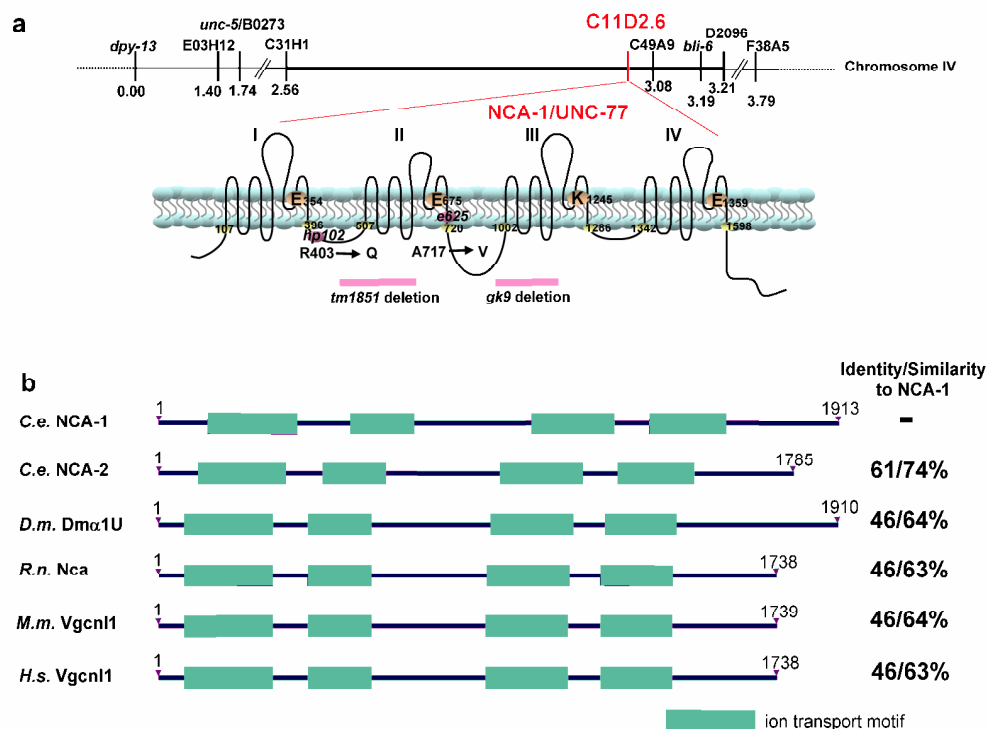 a
C11D2.6
unc-5/B0273
dpy-13 E03H12 C31H1 C49A9 bli-6 D2096 F38A5
Chromosome IV
0.00 1.40 1.74 2.56 3.08 3.19 3.21 3.79
NCA-1/UNC-77
I II III IV
E354 E675 K1245 E1359
e625
107 396 507 720 1002 1286 1342 1598
hp102
R403 → Q A717 → V
tm1851 deletion gk9 deletion
b
Identity/Similarity
to NCA-1
C.e. NCA-1 1 1913 -
C.e. NCA-2 1 1785 61/74%
D.m. Dmα1U 1 1910 46/64%
R.n. Nca 1 1738 46/63%
M.m. Vgcnl1 1 1739 46/64%
H.s. Vgcnl1 1 1738 46/63%
ion transport motif